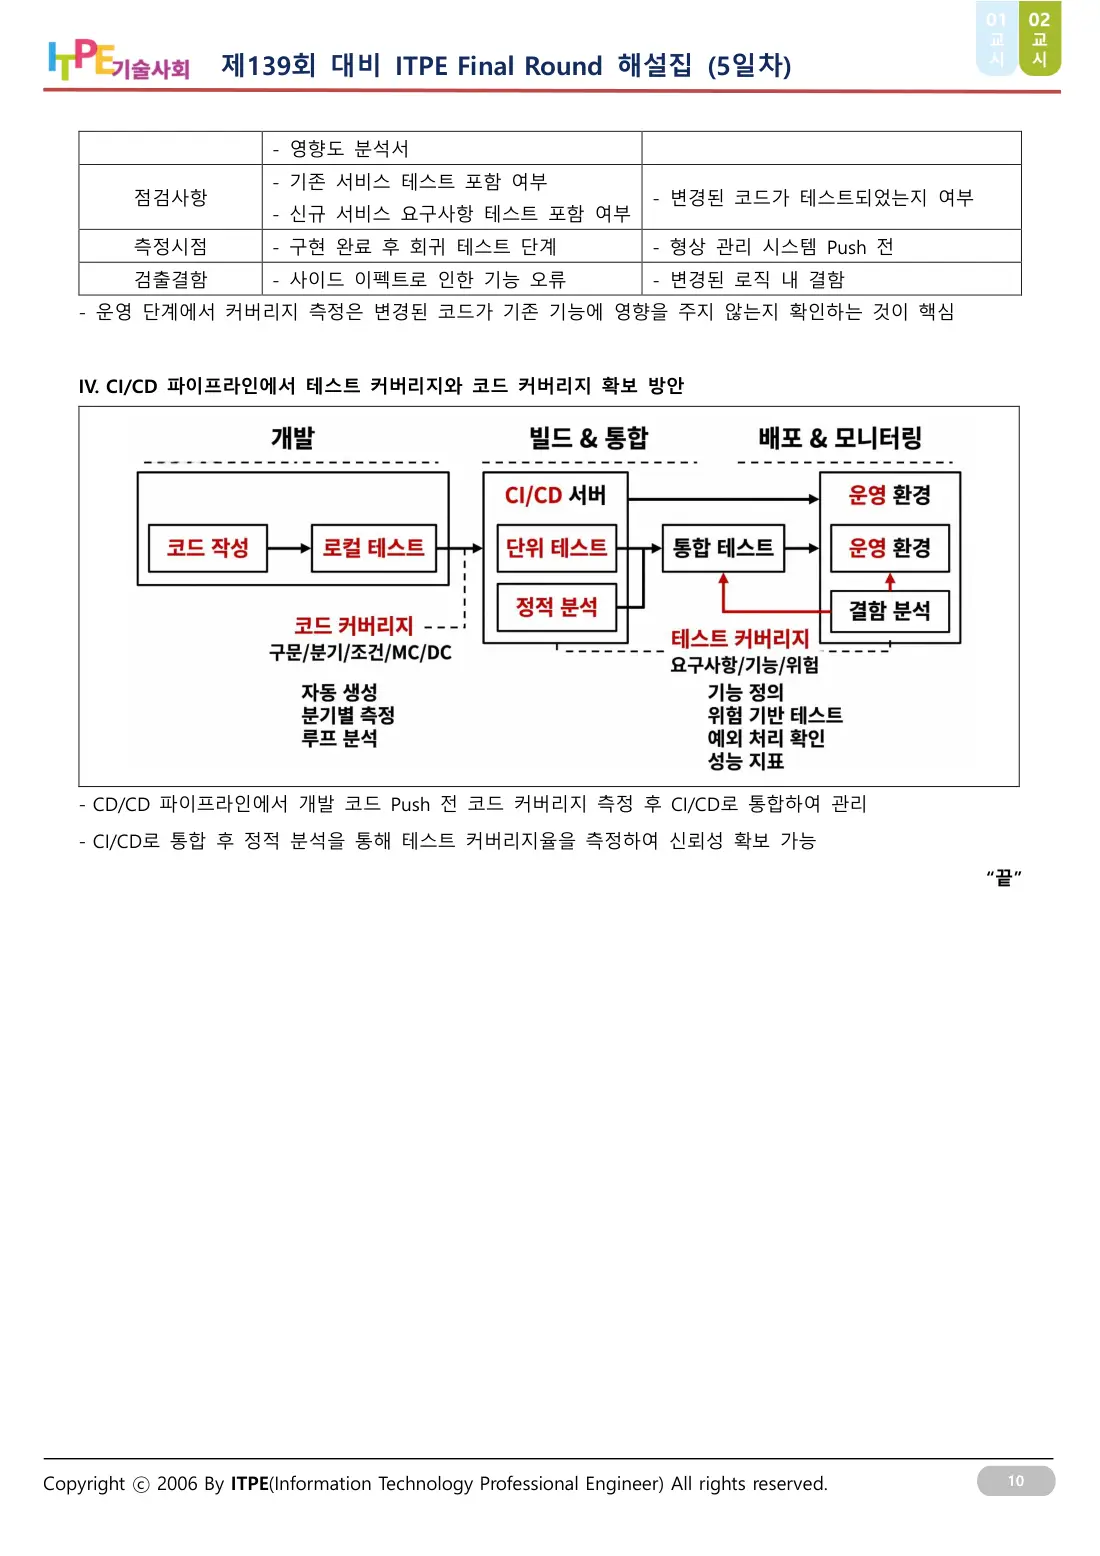 01 교시
02 교시
ITPE기술사회 제139회 대비 ITPE Final Round 해설집 (5일차)
- 영향도 분석서
점검사항
- 기존 서비스 테스트 포함 여부
- 신규 서비스 요구사항 테스트 포함 여부
- 변경된 코드가 테스트되었는지 여부
측정시점 - 구현 완료 후 회귀 테스트 단계 - 형상 관리 시스템 Push 전
검출결함 - 사이드 이펙트로 인한 기능 오류 - 변경된 로직 내 결함
- 운영 단계에서 커버리지 측정은 변경된 코드가 기존 기능에 영향을 주지 않는지 확인하는 것이 핵심
IV. CI/CD 파이프라인에서 테스트 커버리지와 코드 커버리지 확보 방안
개발 빌드 & 통합 배포 & 모니터링
CI/CD 서버 운영 환경
코드 작성 로컬 테스트 단위 테스트 통합 테스트 운영 환경
정적 분석 결함 분석
코드 커버리지
구문/분기/조건/MC/DC
자동 생성
분기별 측정
루프 분석
테스트 커버리지
요구사항/기능/위험
기능 정의
위험 기반 테스트
예외 처리 확인
성능 지표
- CD/CD 파이프라인에서 개발 코드 Push 전 코드 커버리지 측정 후 CI/CD로 통합하여 관리
- CI/CD로 통합 후 정적 분석을 통해 테스트 커버리지율을 측정하여 신뢰성 확보 가능
“끝”
Copyright ⓒ 2006 By ITPE(Information Technology Professional Engineer) All rights reserved.
10